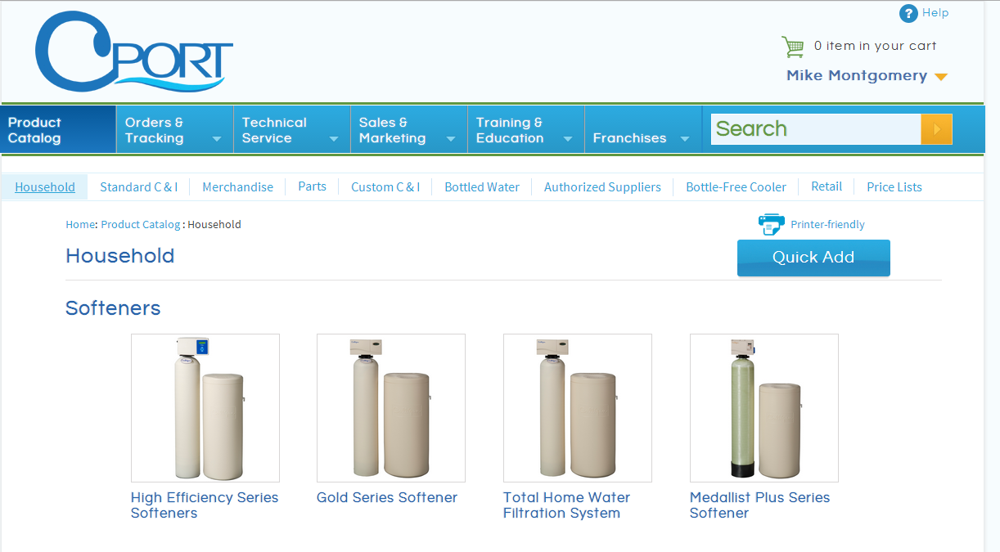 Help
CPORT
0 item in your cart
Mike Montgomery
Product
Catalog
Orders &
Tracking
Technical
Service
Sales &
Marketing
Training &
Education
Franchises
Search
Household
Standard C & I
Merchandise
Parts
Custom C & I
Bottled Water
Authorized Suppliers
Bottle-Free Cooler
Retail
Price Lists
Home: Product Catalog : Household
Printer-friendly
Household
Quick Add
Softeners
High Efficiency Series
Softeners
Gold Series Softener
Total Home Water
Filtration System
Medallist Plus Series
Softener